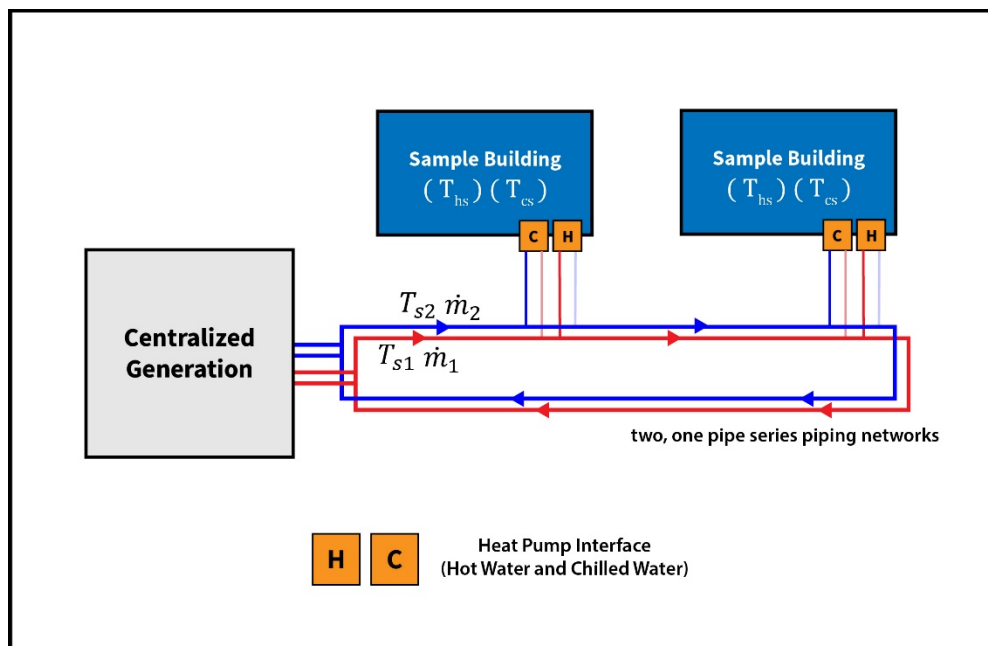 Sample Building
(T_hs) (T_cs)
C H
Sample Building
(T_hs) (T_cs)
C H
Centralized
Generation
T_s2 ṁ_2
T_s1 ṁ_1
two, one pipe series piping networks
H C
Heat Pump Interface
(Hot Water and Chilled Water)